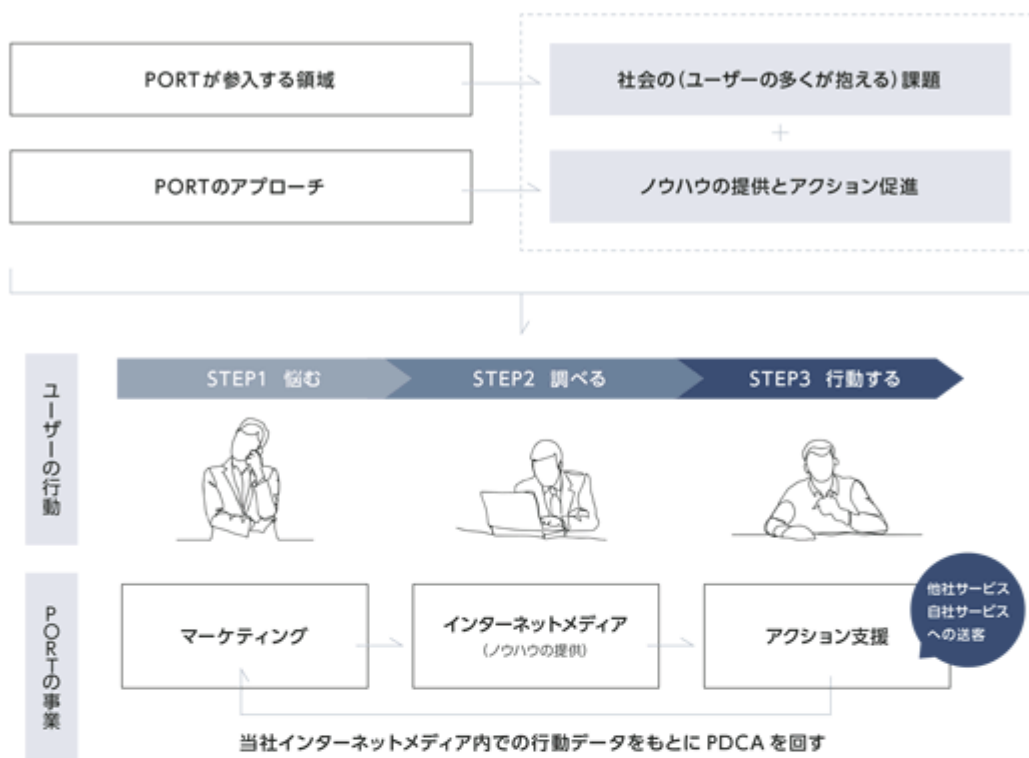 PORTが参入する領域
社会の(ユーザーの多くが抱える)課題
+
PORTのアプローチ
ノウハウの提供とアクション促進
ユーザーの行動
STEP1 悩む
STEP2 調べる
STEP3 行動する
PORTの事業
マーケティング
インターネットメディア
(ノウハウの提供)
アクション支援
他社サービス
自社サービス
への送客
当社インターネットメディア内での行動データをもとに PDCA を回す